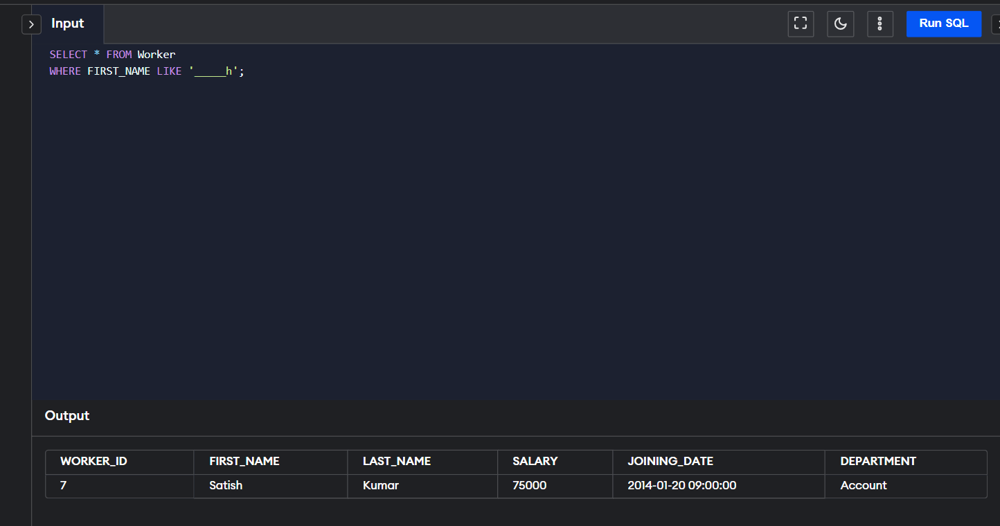 Input
Run SQL
SELECT * FROM Worker
WHERE FIRST_NAME LIKE '_____h';
Output
WORKER_ID FIRST_NAME LAST_NAME SALARY JOINING_DATE DEPARTMENT
7 Satish Kumar 75000 2014-01-20 09:00:00 Account